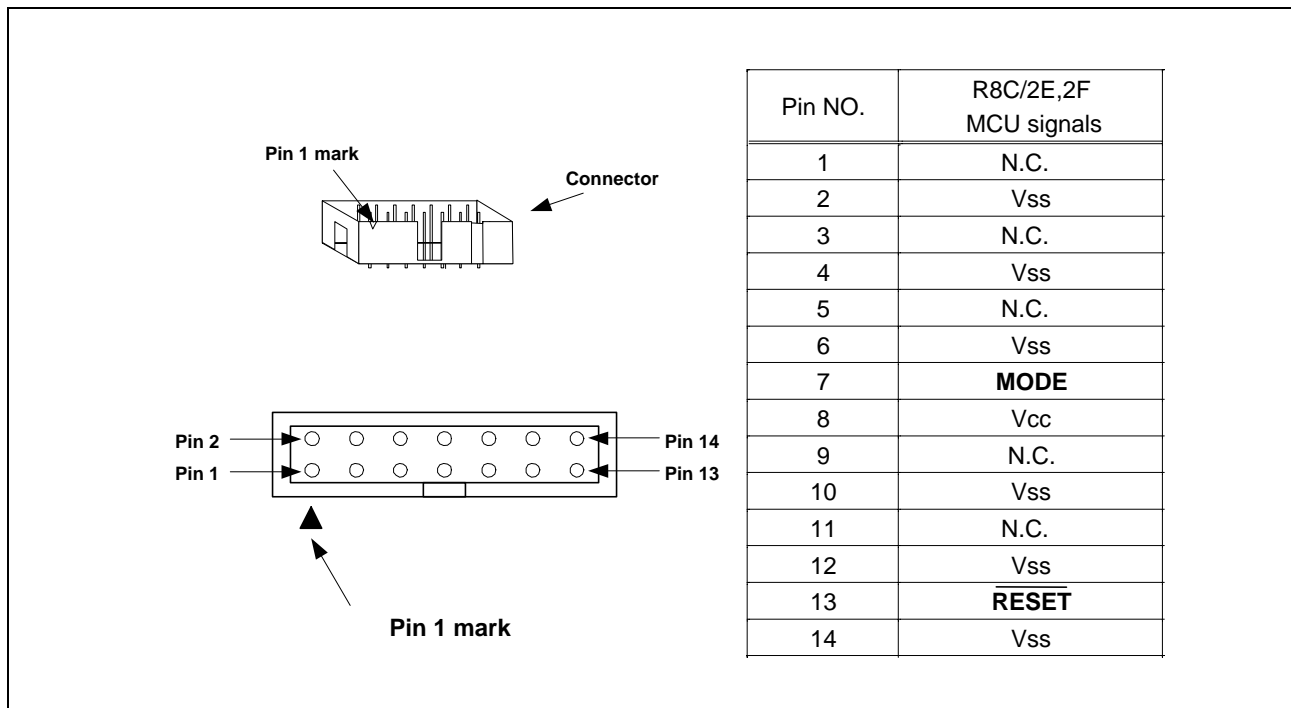 Pin 1 mark
Connector
Pin 2
Pin 14
Pin 1
Pin 13
Pin 1 mark
Pin NO. R8C/2E,2F
MCU signals
1 N.C.
2 Vss
3 N.C.
4 Vss
5 N.C.
6 Vss
7 MODE
8 Vcc
9 N.C.
10 Vss
11 N.C.
12 Vss
13 RESET
14 Vss